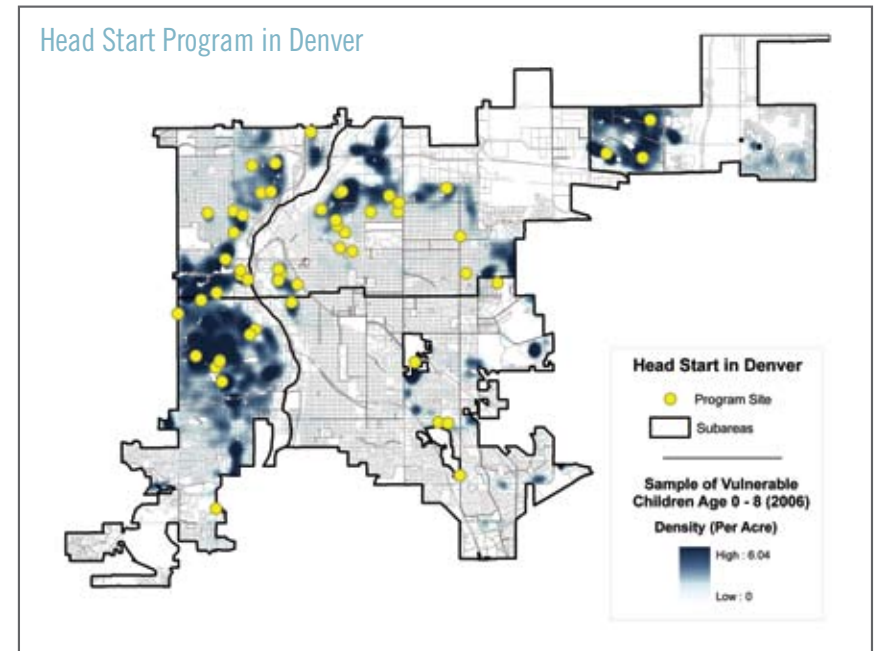 Head Start Program in Denver
Head Start in Denver
Program Site
Subareas
Sample of Vulnerable
Children Age 0 - 8 (2006)
Density (Per Acre)
High : 6.04
Low : 0